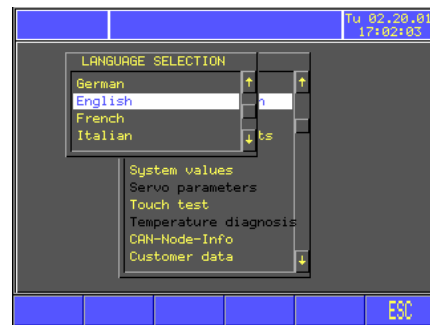 Tu 02.20.01
17:02:03
LANGUAGE SELECTION
German
English
French
Italian
System values
Servo parameters
Touch test
Temperature diagnosis
CAN-Node-Info
Customer data
ESC